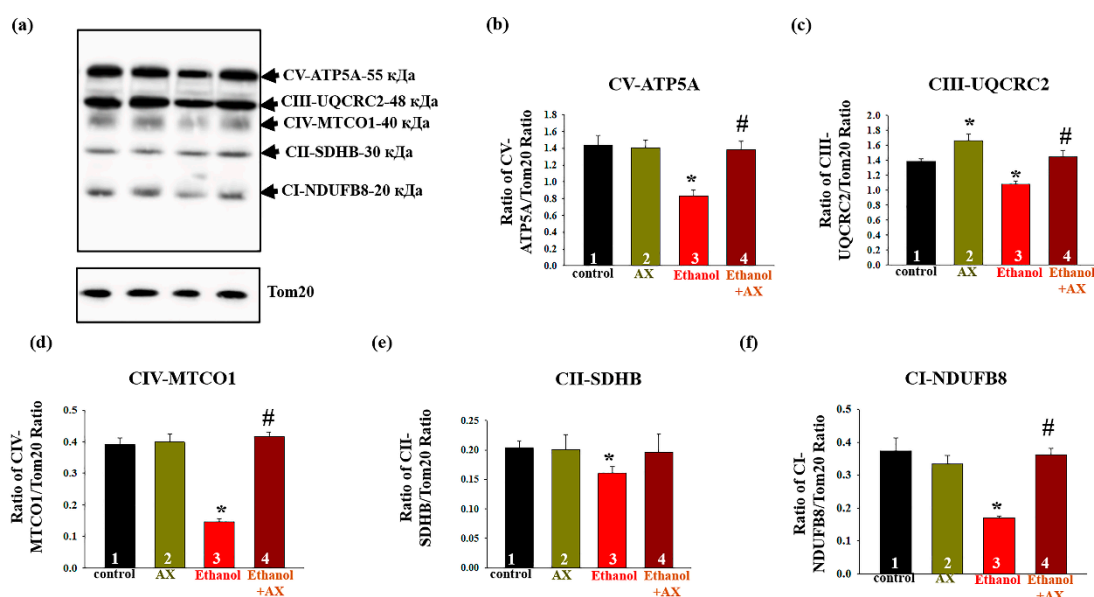 (a)
CV-ATP5A-55 кДа
CIII-UQCRC2-48 кДа
CIV-MTCO1-40 кДа
CII-SDHB-30 кДа
CI-NDUFB8-20 кДа
Tom20
(b)
CV-ATP5A
Ratio of CV-
ATP5A/Tom20 Ratio
1.8
1.6
1.4
1.2
1.0
0.8
0.6
0.4
0.2
0.0
*
#
1
2
3
4
control
AX
Ethanol
Ethanol
+AX
(c)
CIII-UQCRC2
Ratio of CIII-
UQCRC2/Tom20 Ratio
2.0
1.8
1.6
1.4
1.2
1.0
0.8
0.6
0.4
0.2
0.0
*
*
#
1
2
3
4
control
AX
Ethanol
Ethanol
+AX
(d)
CIV-MTCO1
Ratio of CIV-
MTCO1/Tom20 Ratio
0.5
0.4
0.3
0.2
0.1
0.0
*
#
1
2
3
4
control
AX
Ethanol
Ethanol
+AX
(e)
CII-SDHB
Ratio of CII-
SDHB/Tom20 Ratio
0.25
0.20
0.15
0.10
0.05
0.00
*
1
2
3
4
control
AX
Ethanol
Ethanol
+AX
(f)
CI-NDUFB8
Ratio of CI-
NDUFB8/Tom20 Ratio
0.5
0.4
0.3
0.2
0.1
0.0
*
#
1
2
3
4
control
AX
Ethanol
Ethanol
+AX